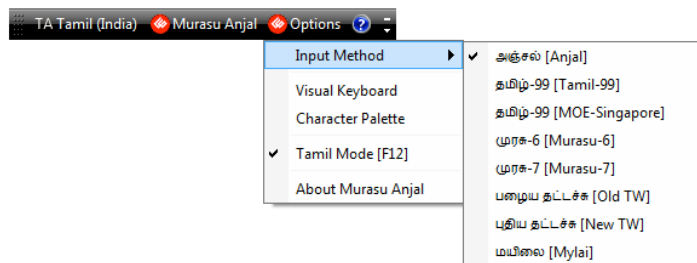 TA Tamil (India) Murasu Anjal Options
Input Method
Visual Keyboard
Character Palette
Tamil Mode [F12]
About Murasu Anjal
அஞ்சல் [Anjal]
தமிழ்-99 [Tamil-99]
தமிழ்-99 [MOE-Singapore]
முரசு-6 [Murasu-6]
முரசு-7 [Murasu-7]
பழைய தட்டச்சு [Old TW]
புதிய தட்டச்சு [New TW]
மயிலை [Mylai]